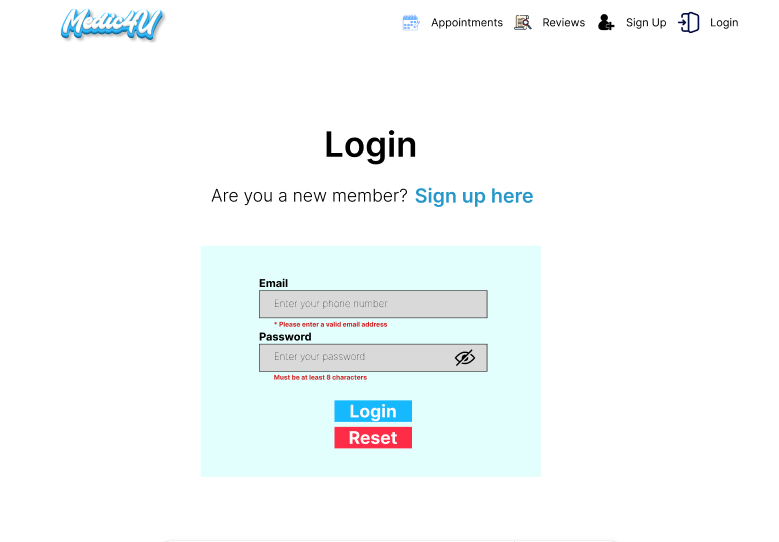 Medic4U
Appointments Reviews Sign Up Login
Login
Are you a new member? Sign up here
Email
Enter your phone number
* Please enter a valid email address
Password
Enter your password
Must be at least 8 characters
Login
Reset